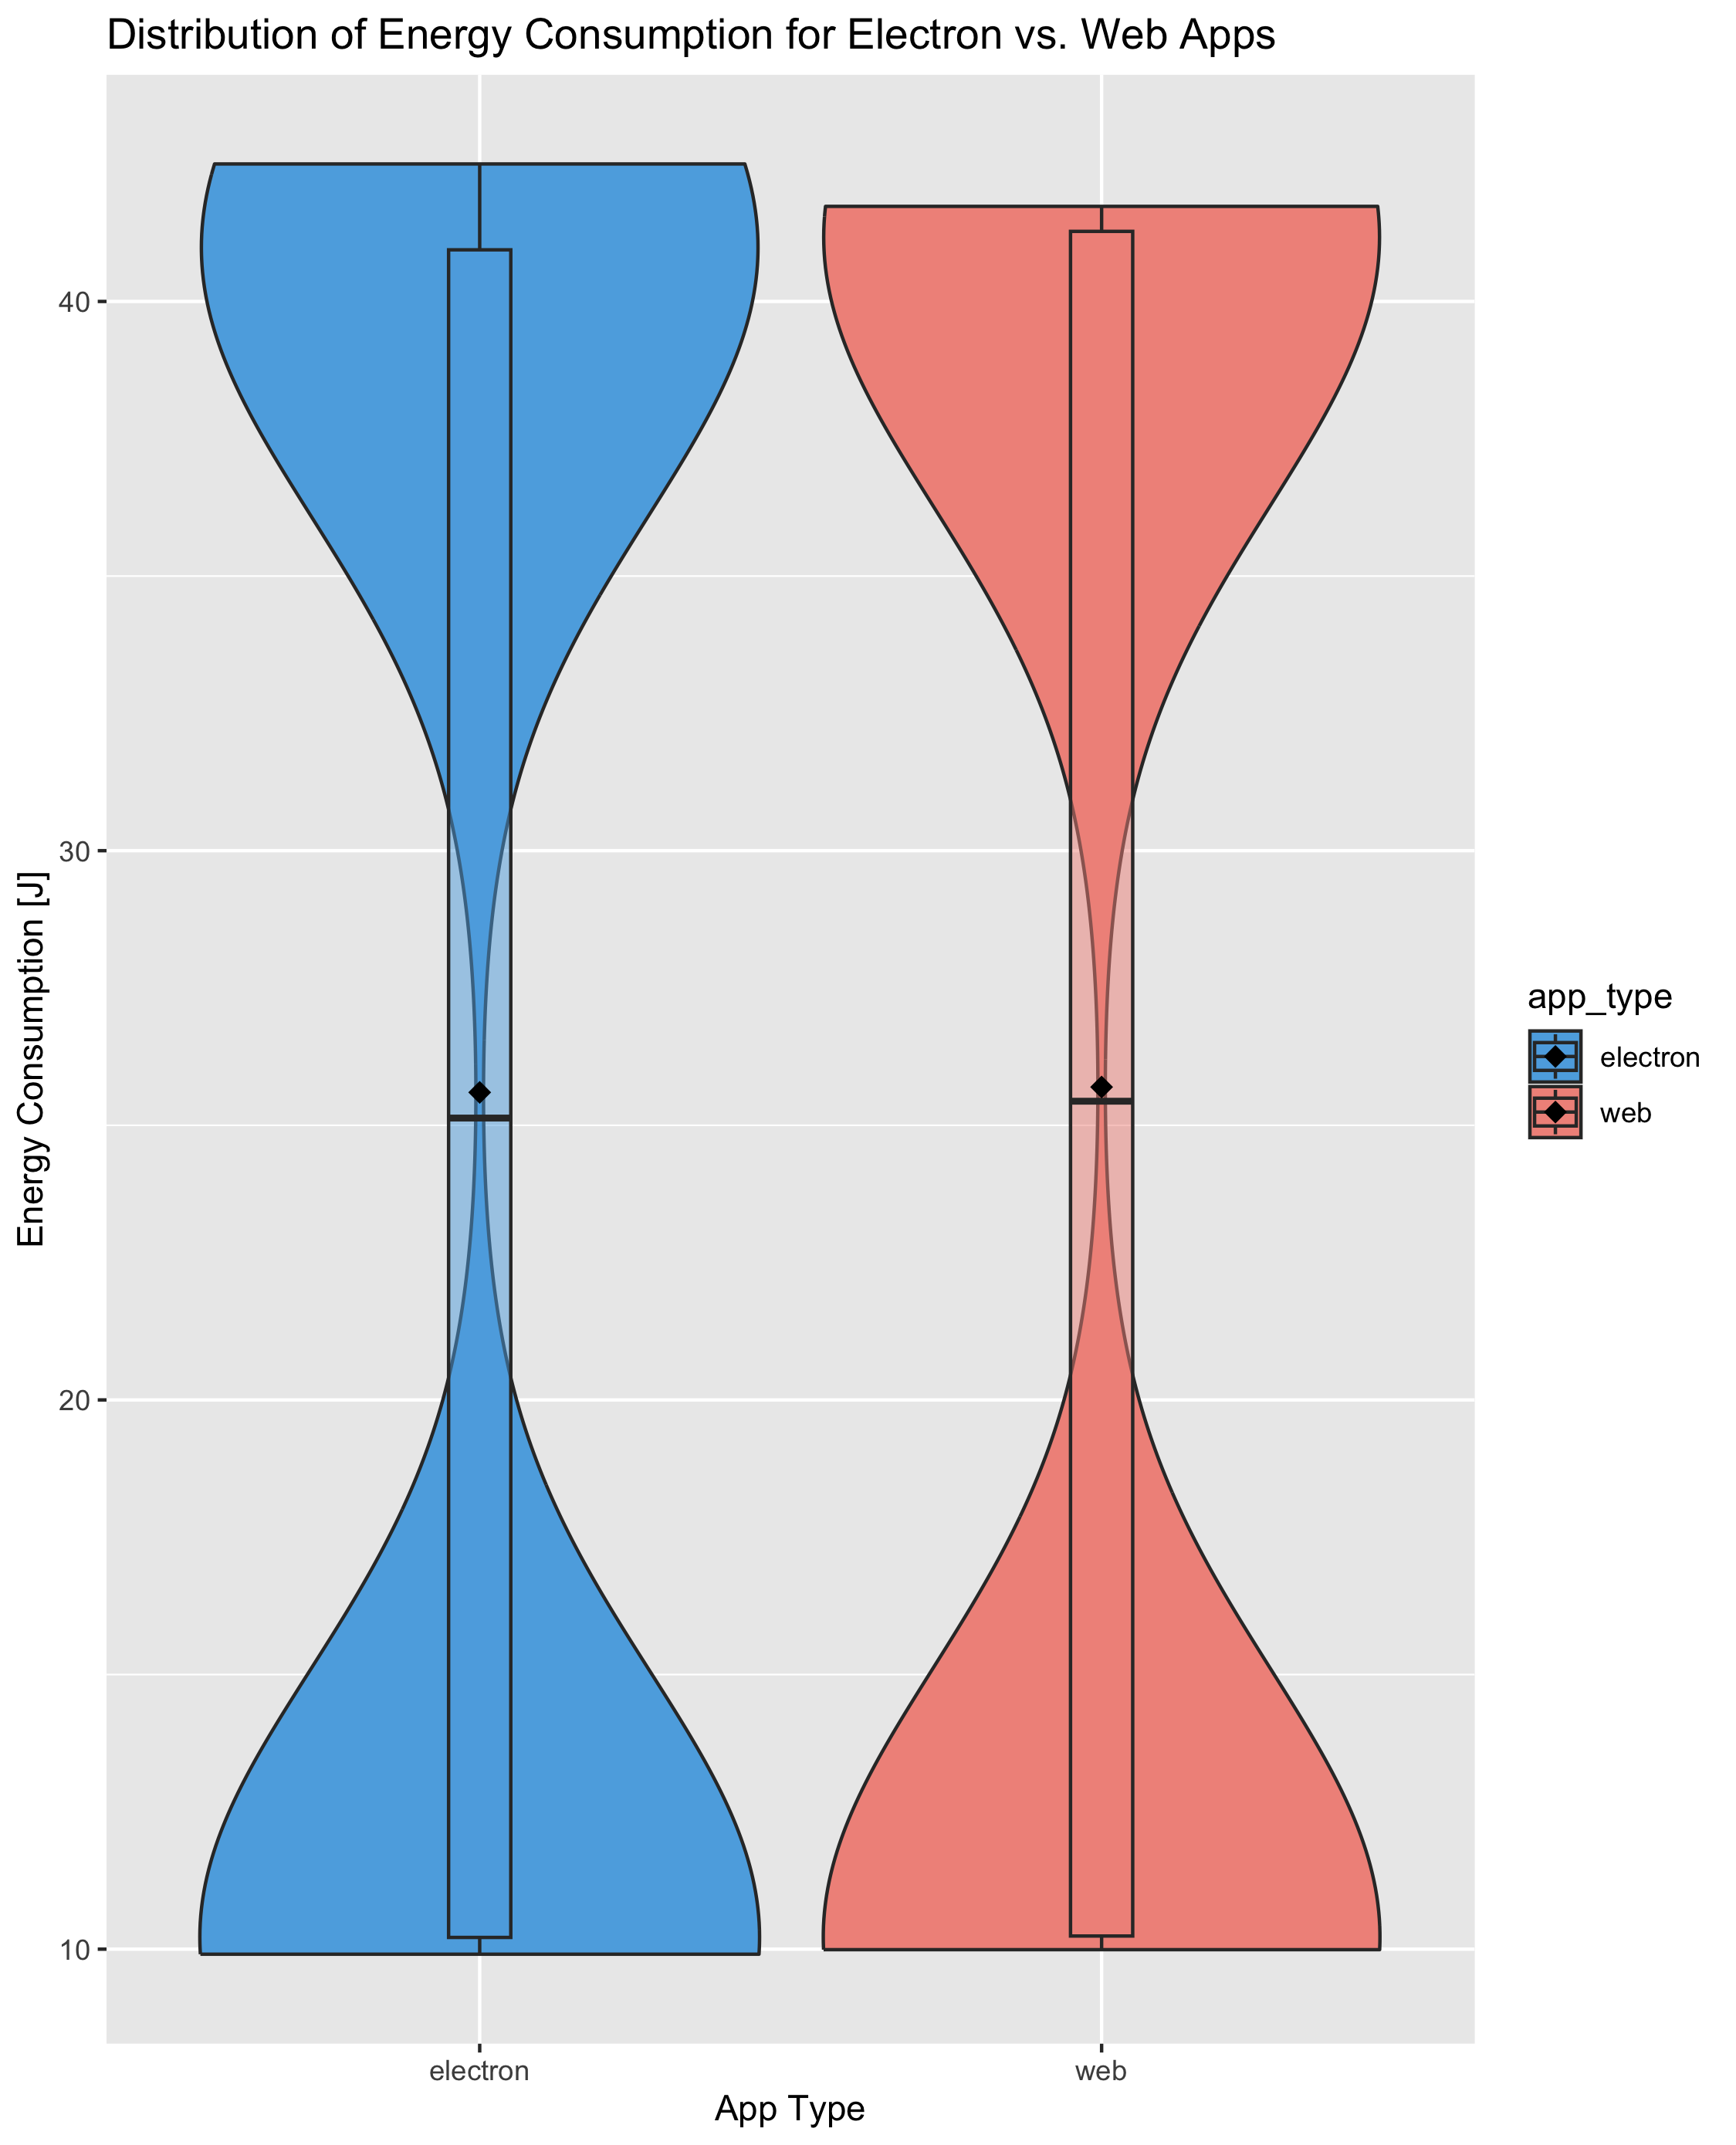 Distribution of Energy Consumption for Electron vs. Web Apps
40
30
20
10
Energy Consumption [J]
electron
web
App Type
app_type
electron
web